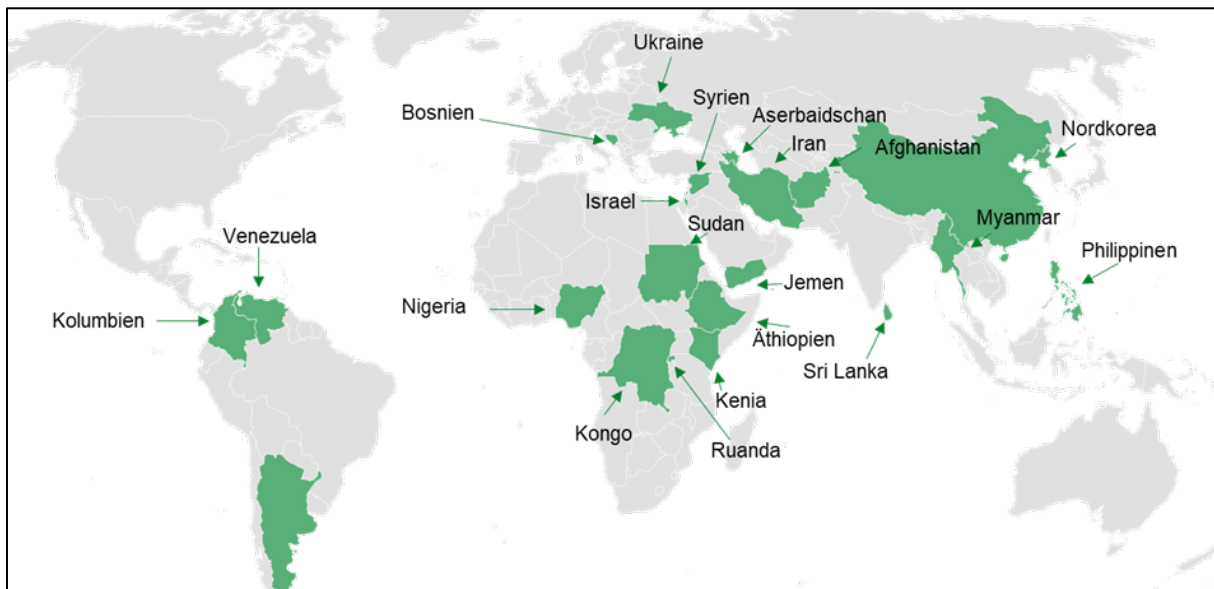 Ukraine
Syrien
Bosnien
Aserbaidschan
Nordkorea
Iran
Afghanistan
Israel
Sudan
Myanmar
Venezuela
Philippinen
Jemen
Nigeria
Kolumbien
Äthiopien
Sri Lanka
Kenia
Kongo
Ruanda